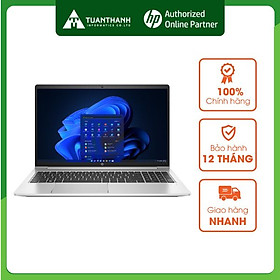 TUANTHANH
INFORMATICS CO.LTD
hp
Authorized
Online Partner
100%
Chính hãng
Bảo hành
12 THÁNG
Giao hàng
NHANH